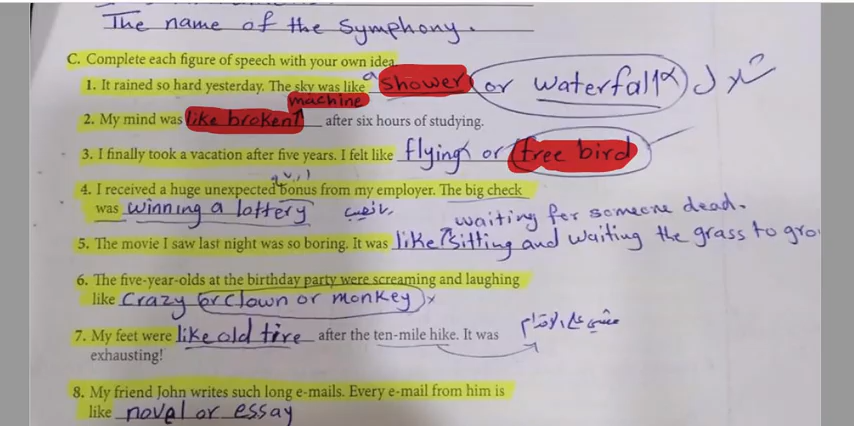 The name of the symphony.
C. Complete each figure of speech with your own idea.
1. It rained so hard yesterday. The sky was like a shower or waterfall شلال
machine
2. My mind was like broken after six hours of studying.
3. I finally took a vacation after five years. I felt like flying or free bird
4. I received a huge unexpected bonus from my employer. The big check
was winning a lottery يانصيب
waiting for someone dead.
5. The movie I saw last night was so boring. It was like sitting and waiting the grass to gro
6. The five-year-olds at the birthday party were screaming and laughing
like crazy or clown or monkey
7. My feet were like old tire after the ten-mile hike. It was مشي على الاقدام
exhausting!
8. My friend John writes such long e-mails. Every e-mail from him is
like novel or essay